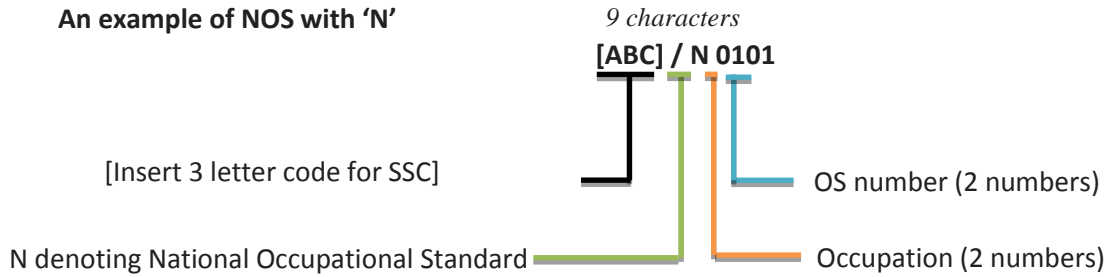 An example of NOS with ‘N’
9 characters
[ABC] / N 0101
[Insert 3 letter code for SSC]
OS number (2 numbers)
N denoting National Occupational Standard
Occupation (2 numbers)